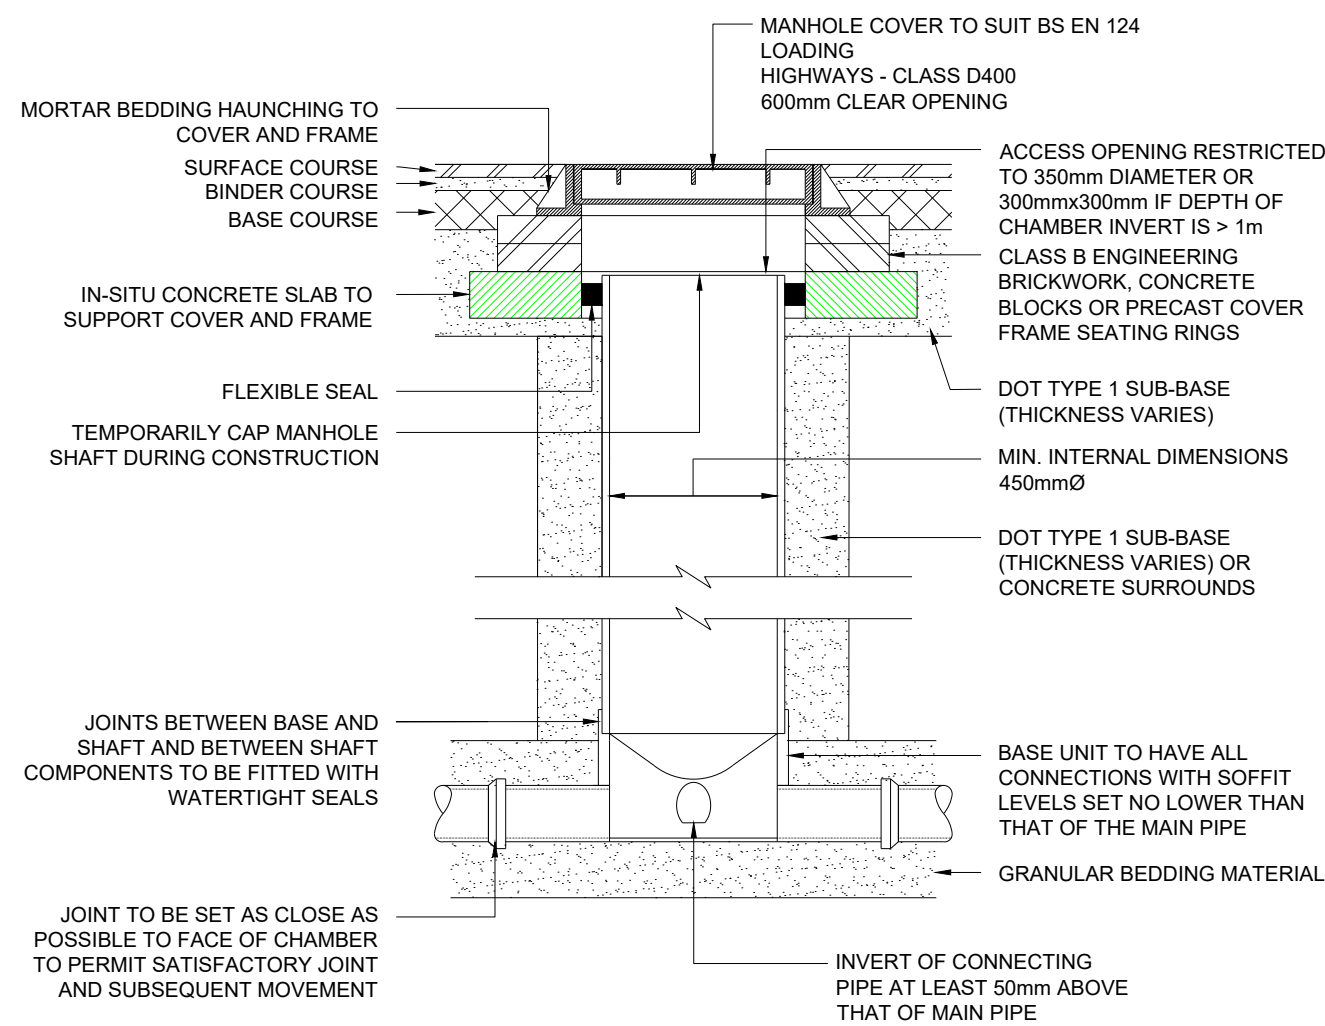 MANHOLE COVER TO SUIT BS EN 124
LOADING
HIGHWAYS - CLASS D400
600mm CLEAR OPENING
MORTAR BEDDING HAUNCHING TO
COVER AND FRAME
SURFACE COURSE
BINDER COURSE
BASE COURSE
ACCESS OPENING RESTRICTED
TO 350mm DIAMETER OR
300mmx300mm IF DEPTH OF
CHAMBER INVERT IS > 1m
CLASS B ENGINEERING
BRICKWORK, CONCRETE
BLOCKS OR PRECAST COVER
FRAME SEATING RINGS
IN-SITU CONCRETE SLAB TO
SUPPORT COVER AND FRAME
FLEXIBLE SEAL
DOT TYPE 1 SUB-BASE
(THICKNESS VARIES)
TEMPORARILY CAP MANHOLE
SHAFT DURING CONSTRUCTION
MIN. INTERNAL DIMENSIONS
450mmØ
DOT TYPE 1 SUB-BASE
(THICKNESS VARIES) OR
CONCRETE SURROUNDS
JOINTS BETWEEN BASE AND
SHAFT AND BETWEEN SHAFT
COMPONENTS TO BE FITTED WITH
WATERTIGHT SEALS
BASE UNIT TO HAVE ALL
CONNECTIONS WITH SOFFIT
LEVELS SET NO LOWER THAN
THAT OF THE MAIN PIPE
GRANULAR BEDDING MATERIAL
JOINT TO BE SET AS CLOSE AS
POSSIBLE TO FACE OF CHAMBER
TO PERMIT SATISFACTORY JOINT
AND SUBSEQUENT MOVEMENT
INVERT OF CONNECTING
PIPE AT LEAST 50mm ABOVE
THAT OF MAIN PIPE